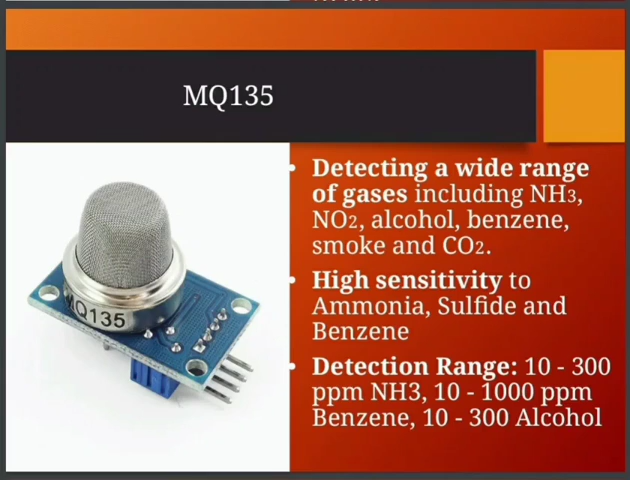 MQ135
Detecting a wide range
of gases including NH3,
NO2, alcohol, benzene,
smoke and CO2.
High sensitivity to
Ammonia, Sulfide and
Benzene
Detection Range: 10 - 300
ppm NH3, 10 - 1000 ppm
Benzene, 10 - 300 Alcohol
MQ135